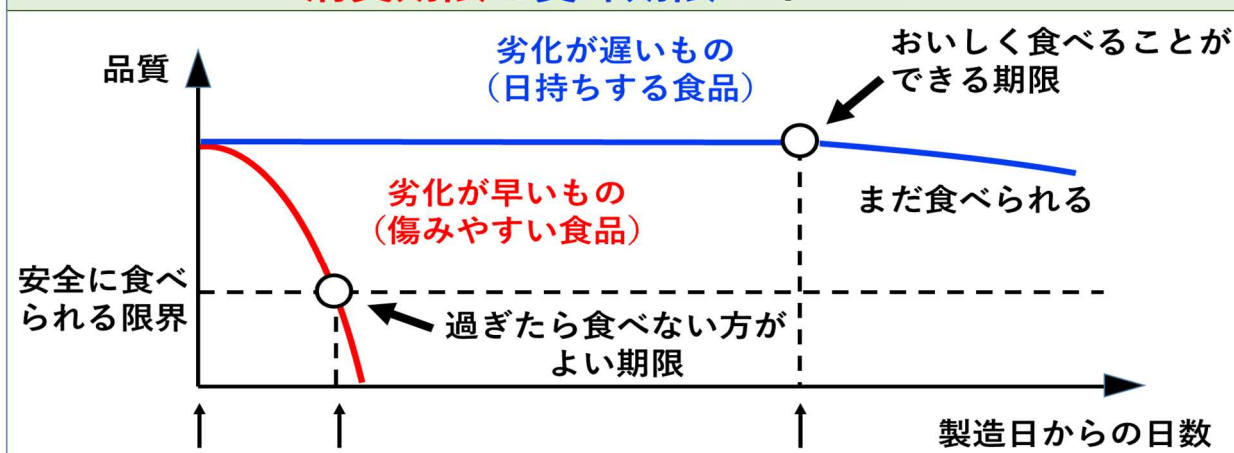 品質
劣化が遅いもの
（日持ちする食品）
おいしく食べることが
できる期限
劣化が早いもの
（傷みやすい食品）
まだ食べられる
安全に食べ
られる限界
過ぎたら食べない方が
よい期限
製造日からの日数